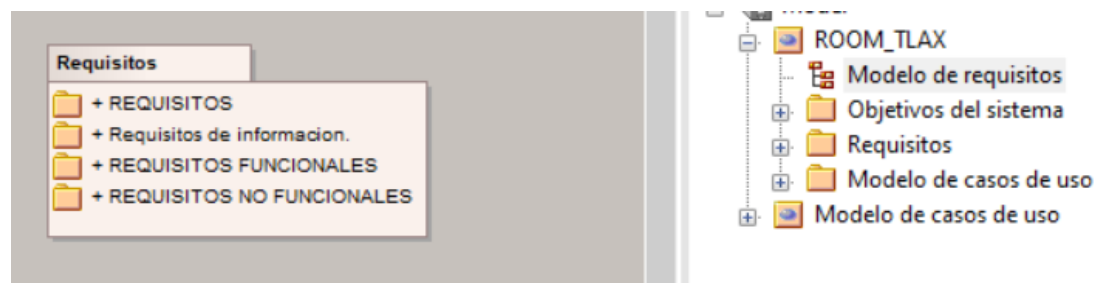 Requisitos
+ REQUISITOS
+ Requisitos de informacion.
+ REQUISITOS FUNCIONALES
+ REQUISITOS NO FUNCIONALES
ROOM_TLAX
Modelo de requisitos
Objetivos del sistema
Requisitos
Modelo de casos de uso
Modelo de casos de uso